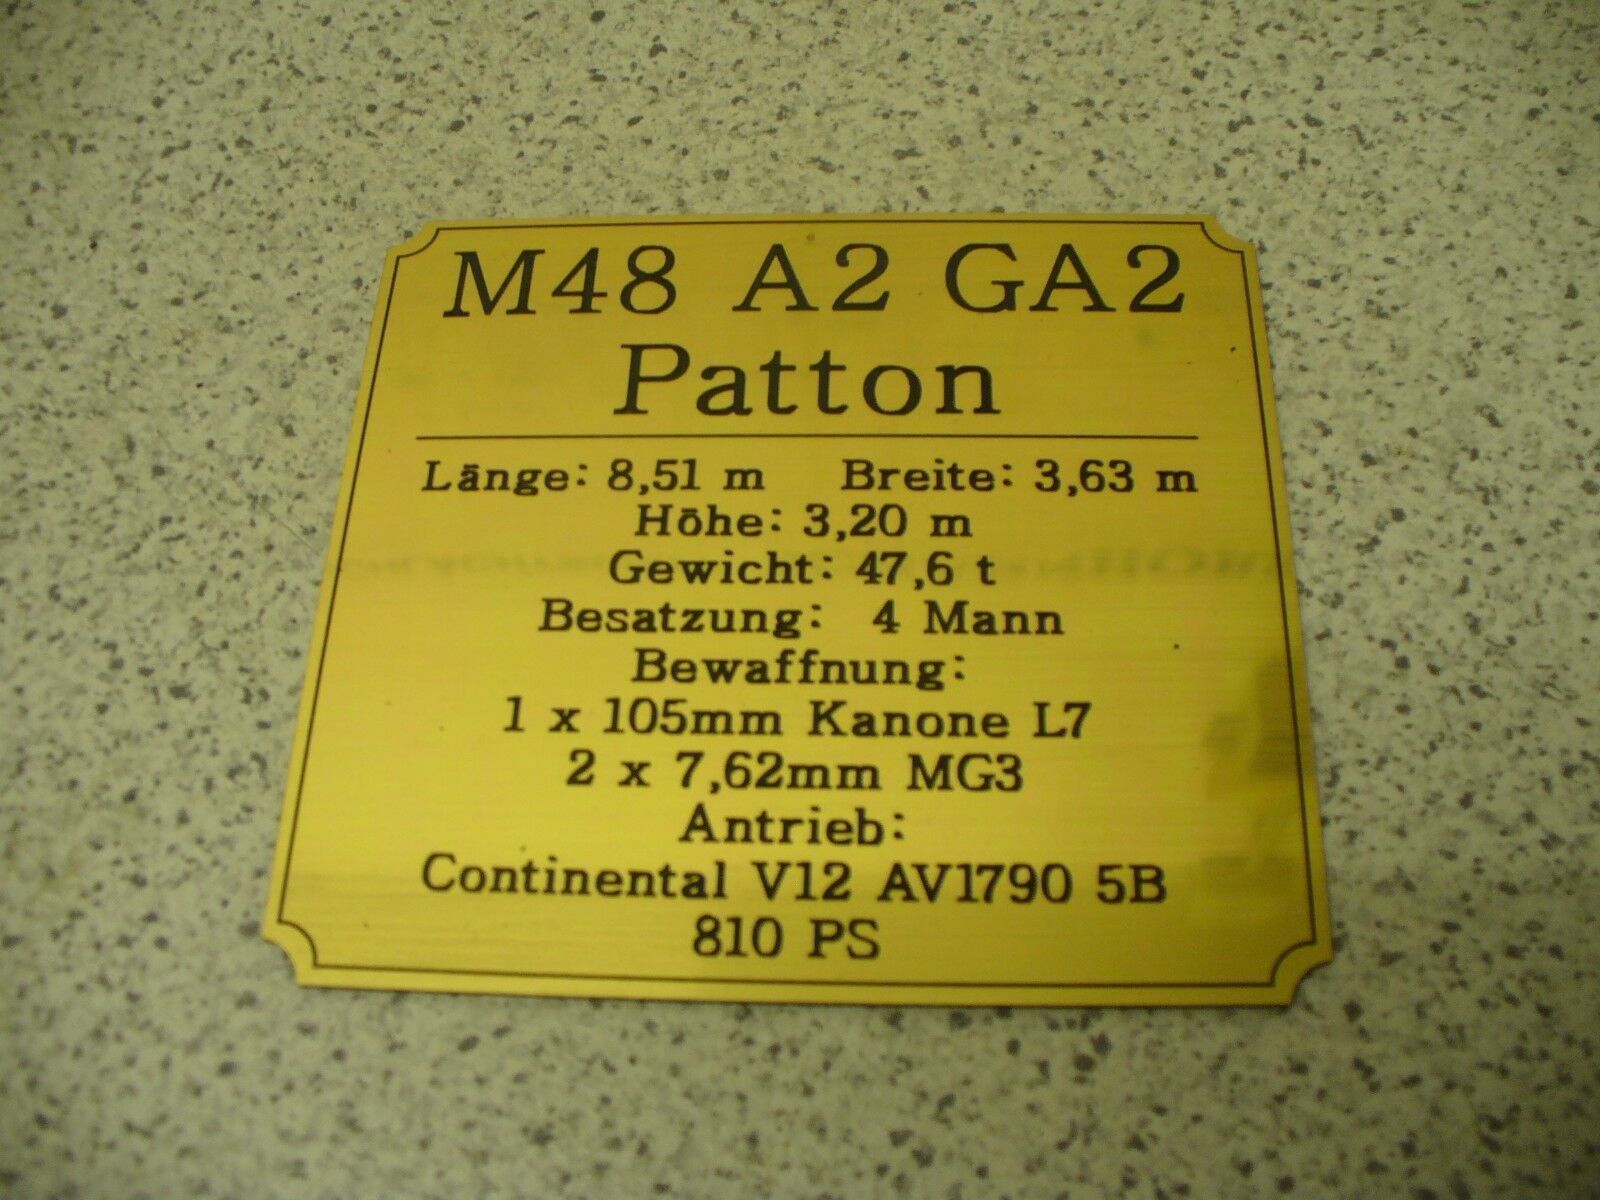 M48 A2 GA2
Patton
Länge: 8,51 m Breite: 3,63 m
Höhe: 3,20 m
Gewicht: 47,6 t
Besatzung: 4 Mann
Bewaffnung:
1 x 105mm Kanone L7
2 x 7,62mm MG3
Antrieb:
Continental V12 AV1790 5B
810 PS